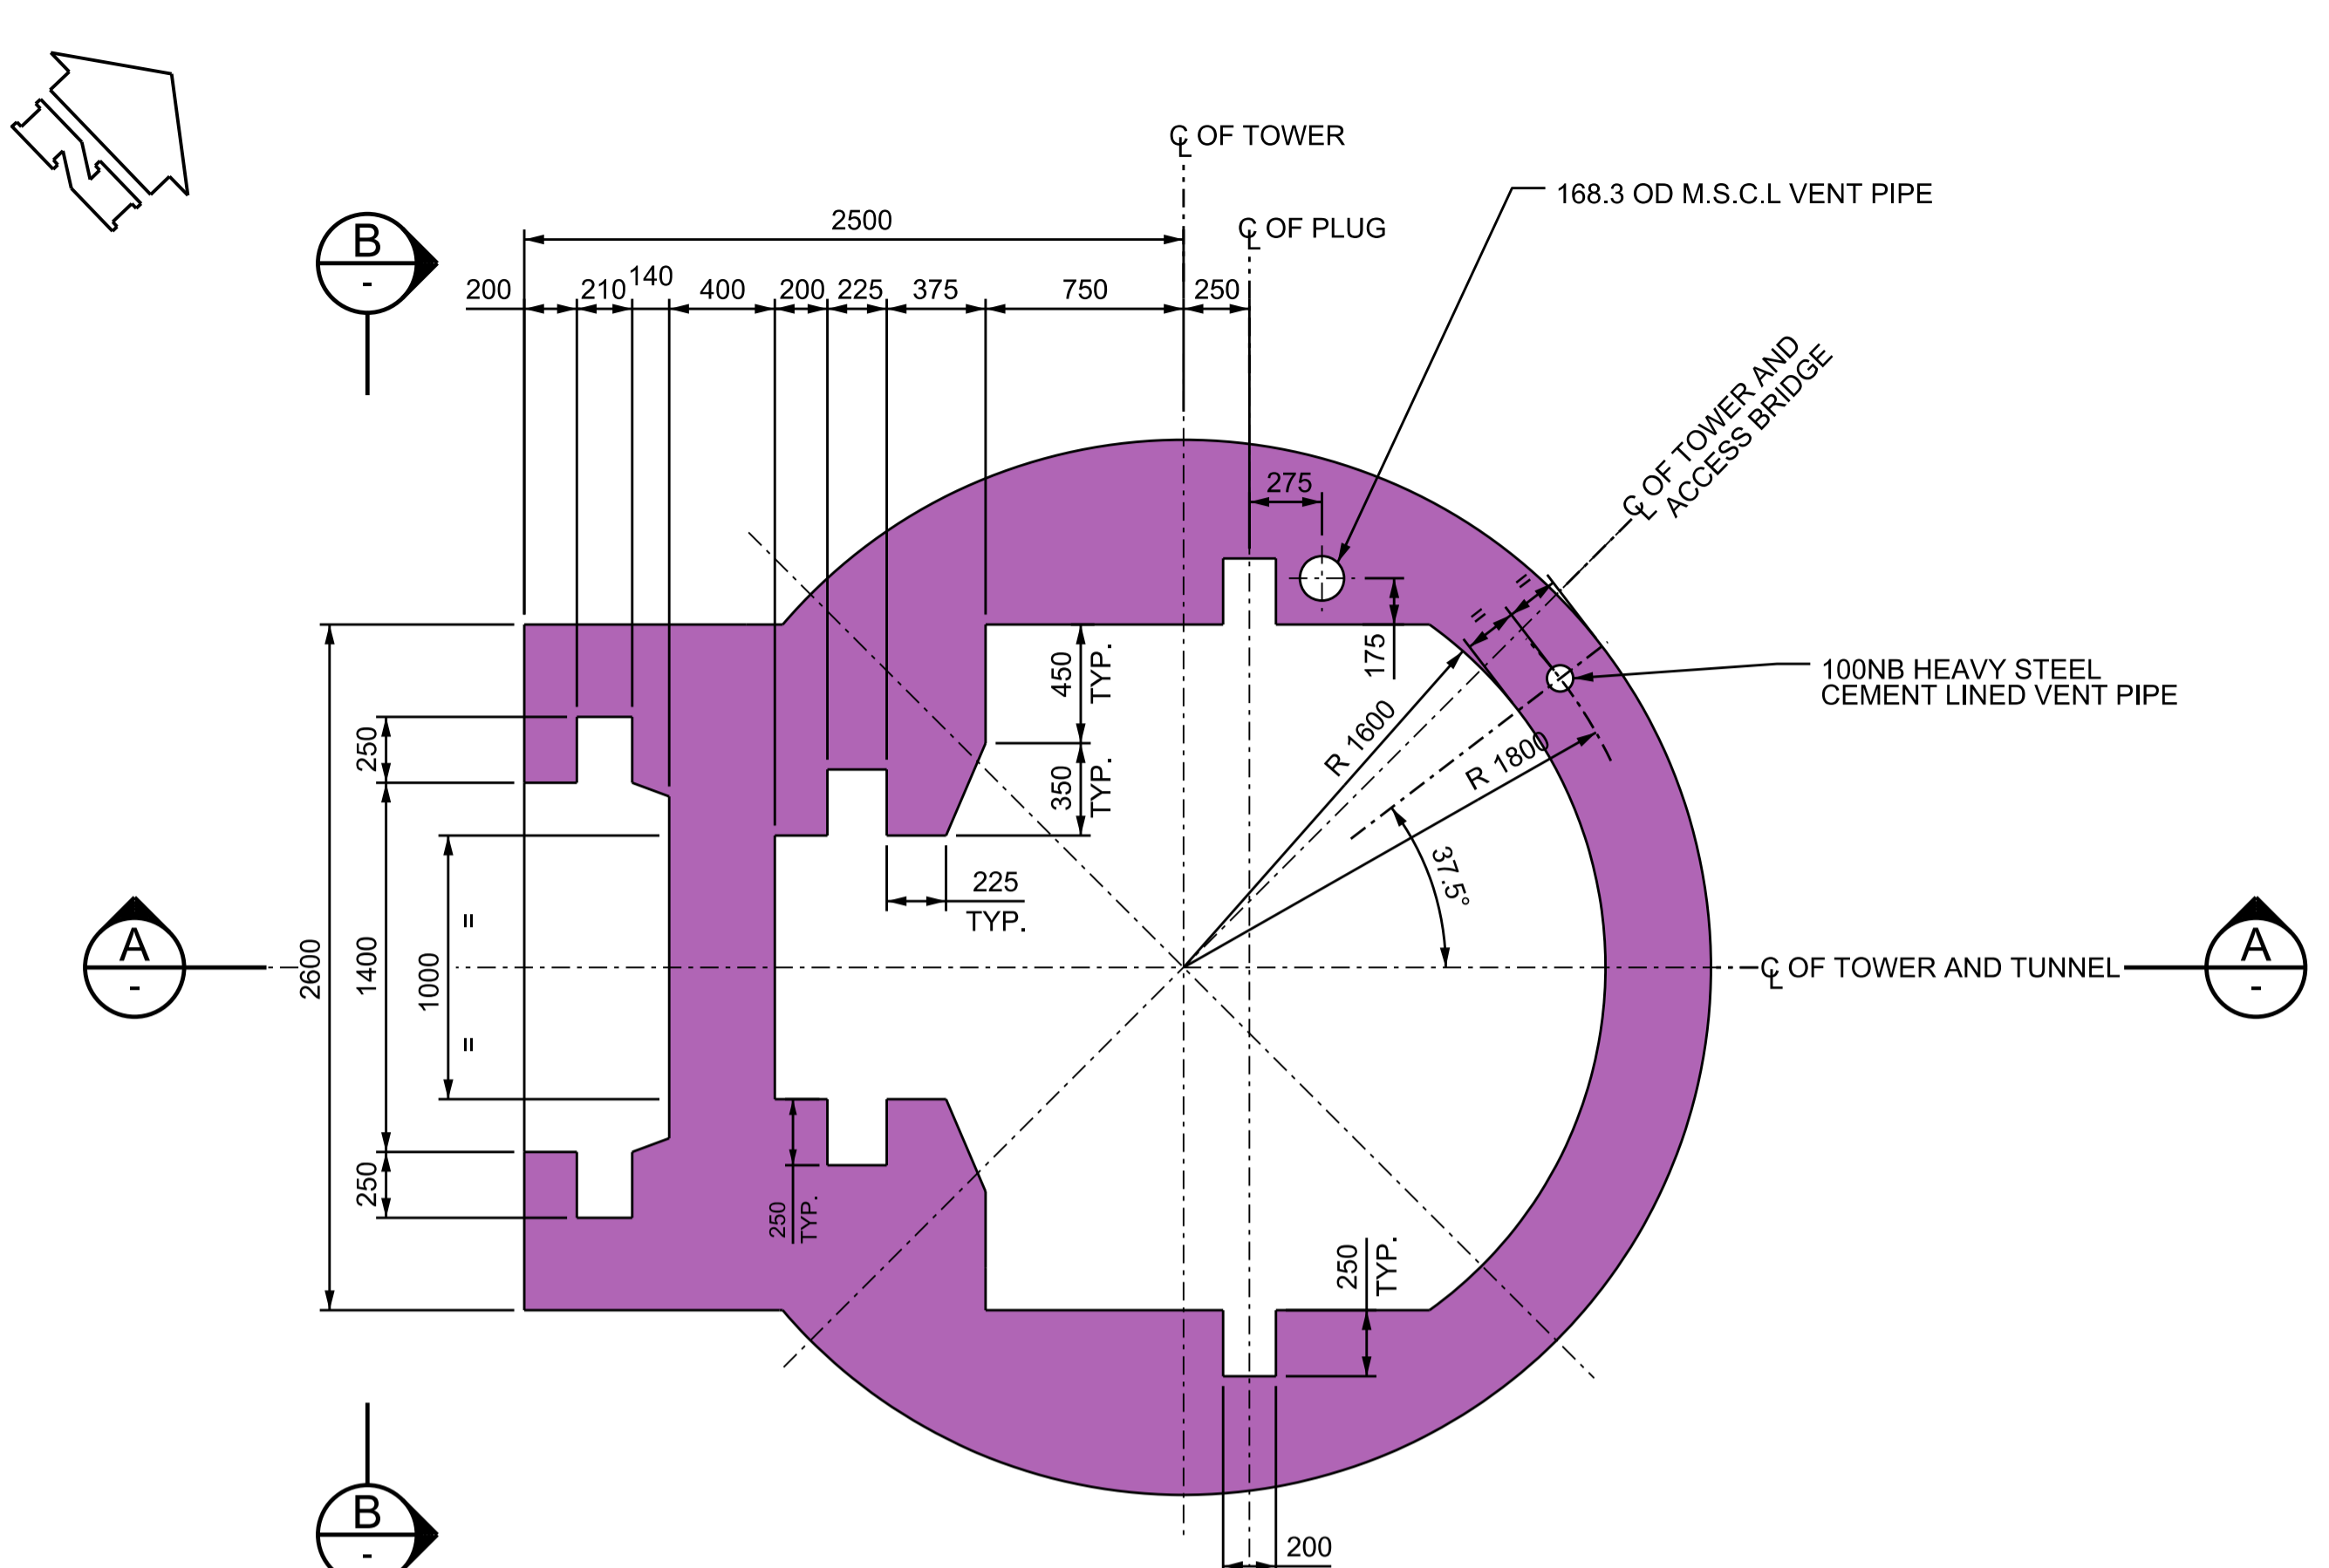 ℄ OF TOWER
168.3 OD M.S.C.L VENT PIPE
2500
℄ OF PLUG
B
-
140
200
210
400
200
225
375
750
250
℄ OF TOWER AND
ACCESS BRIDGE
275
=
=
450
TYP.
175
100NB HEAVY STEEL
CEMENT LINED VENT PIPE
250
R 1600
R 1800
350
TYP.
37.5°
225
TYP.
=
A
-
2600
1400
1000
℄ OF TOWER AND TUNNEL
A
-
=
250
250
TYP.
250
TYP.
B
-
200